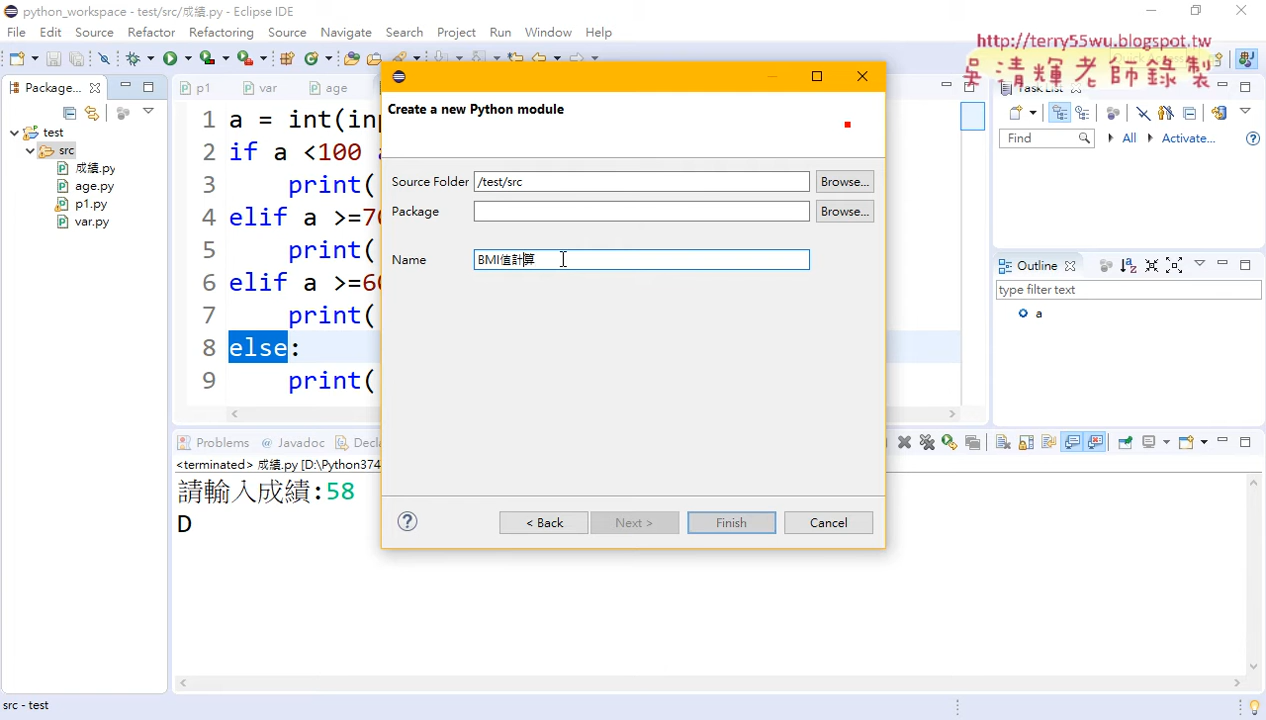 python_workspace - test/src/成績.py - Eclipse IDE
File Edit Source Refactor Refactoring Source Navigate Search Project Run Window Help
http://terry55wu.blogspot.tw
吳清輝老師錄製
Package...
p1 var age
Create a new Python module
Source Folder /test/src Browse...
Package Browse...
Name BMI值計算
< Back Next > Finish Cancel
test
src
成績.py
age.py
p1.py
var.py
1 a = int(in
2 if a <100
3 print(
4 elif a >=7
5 print(
6 elif a >=6
7 print(
8 else:
9 print(
Task List
Find All Activate...
Outline
type filter text
a
Problems @ Javadoc Decla
<terminated> 成績.py [D:\Python374
請輸入成績:58
D
src - test